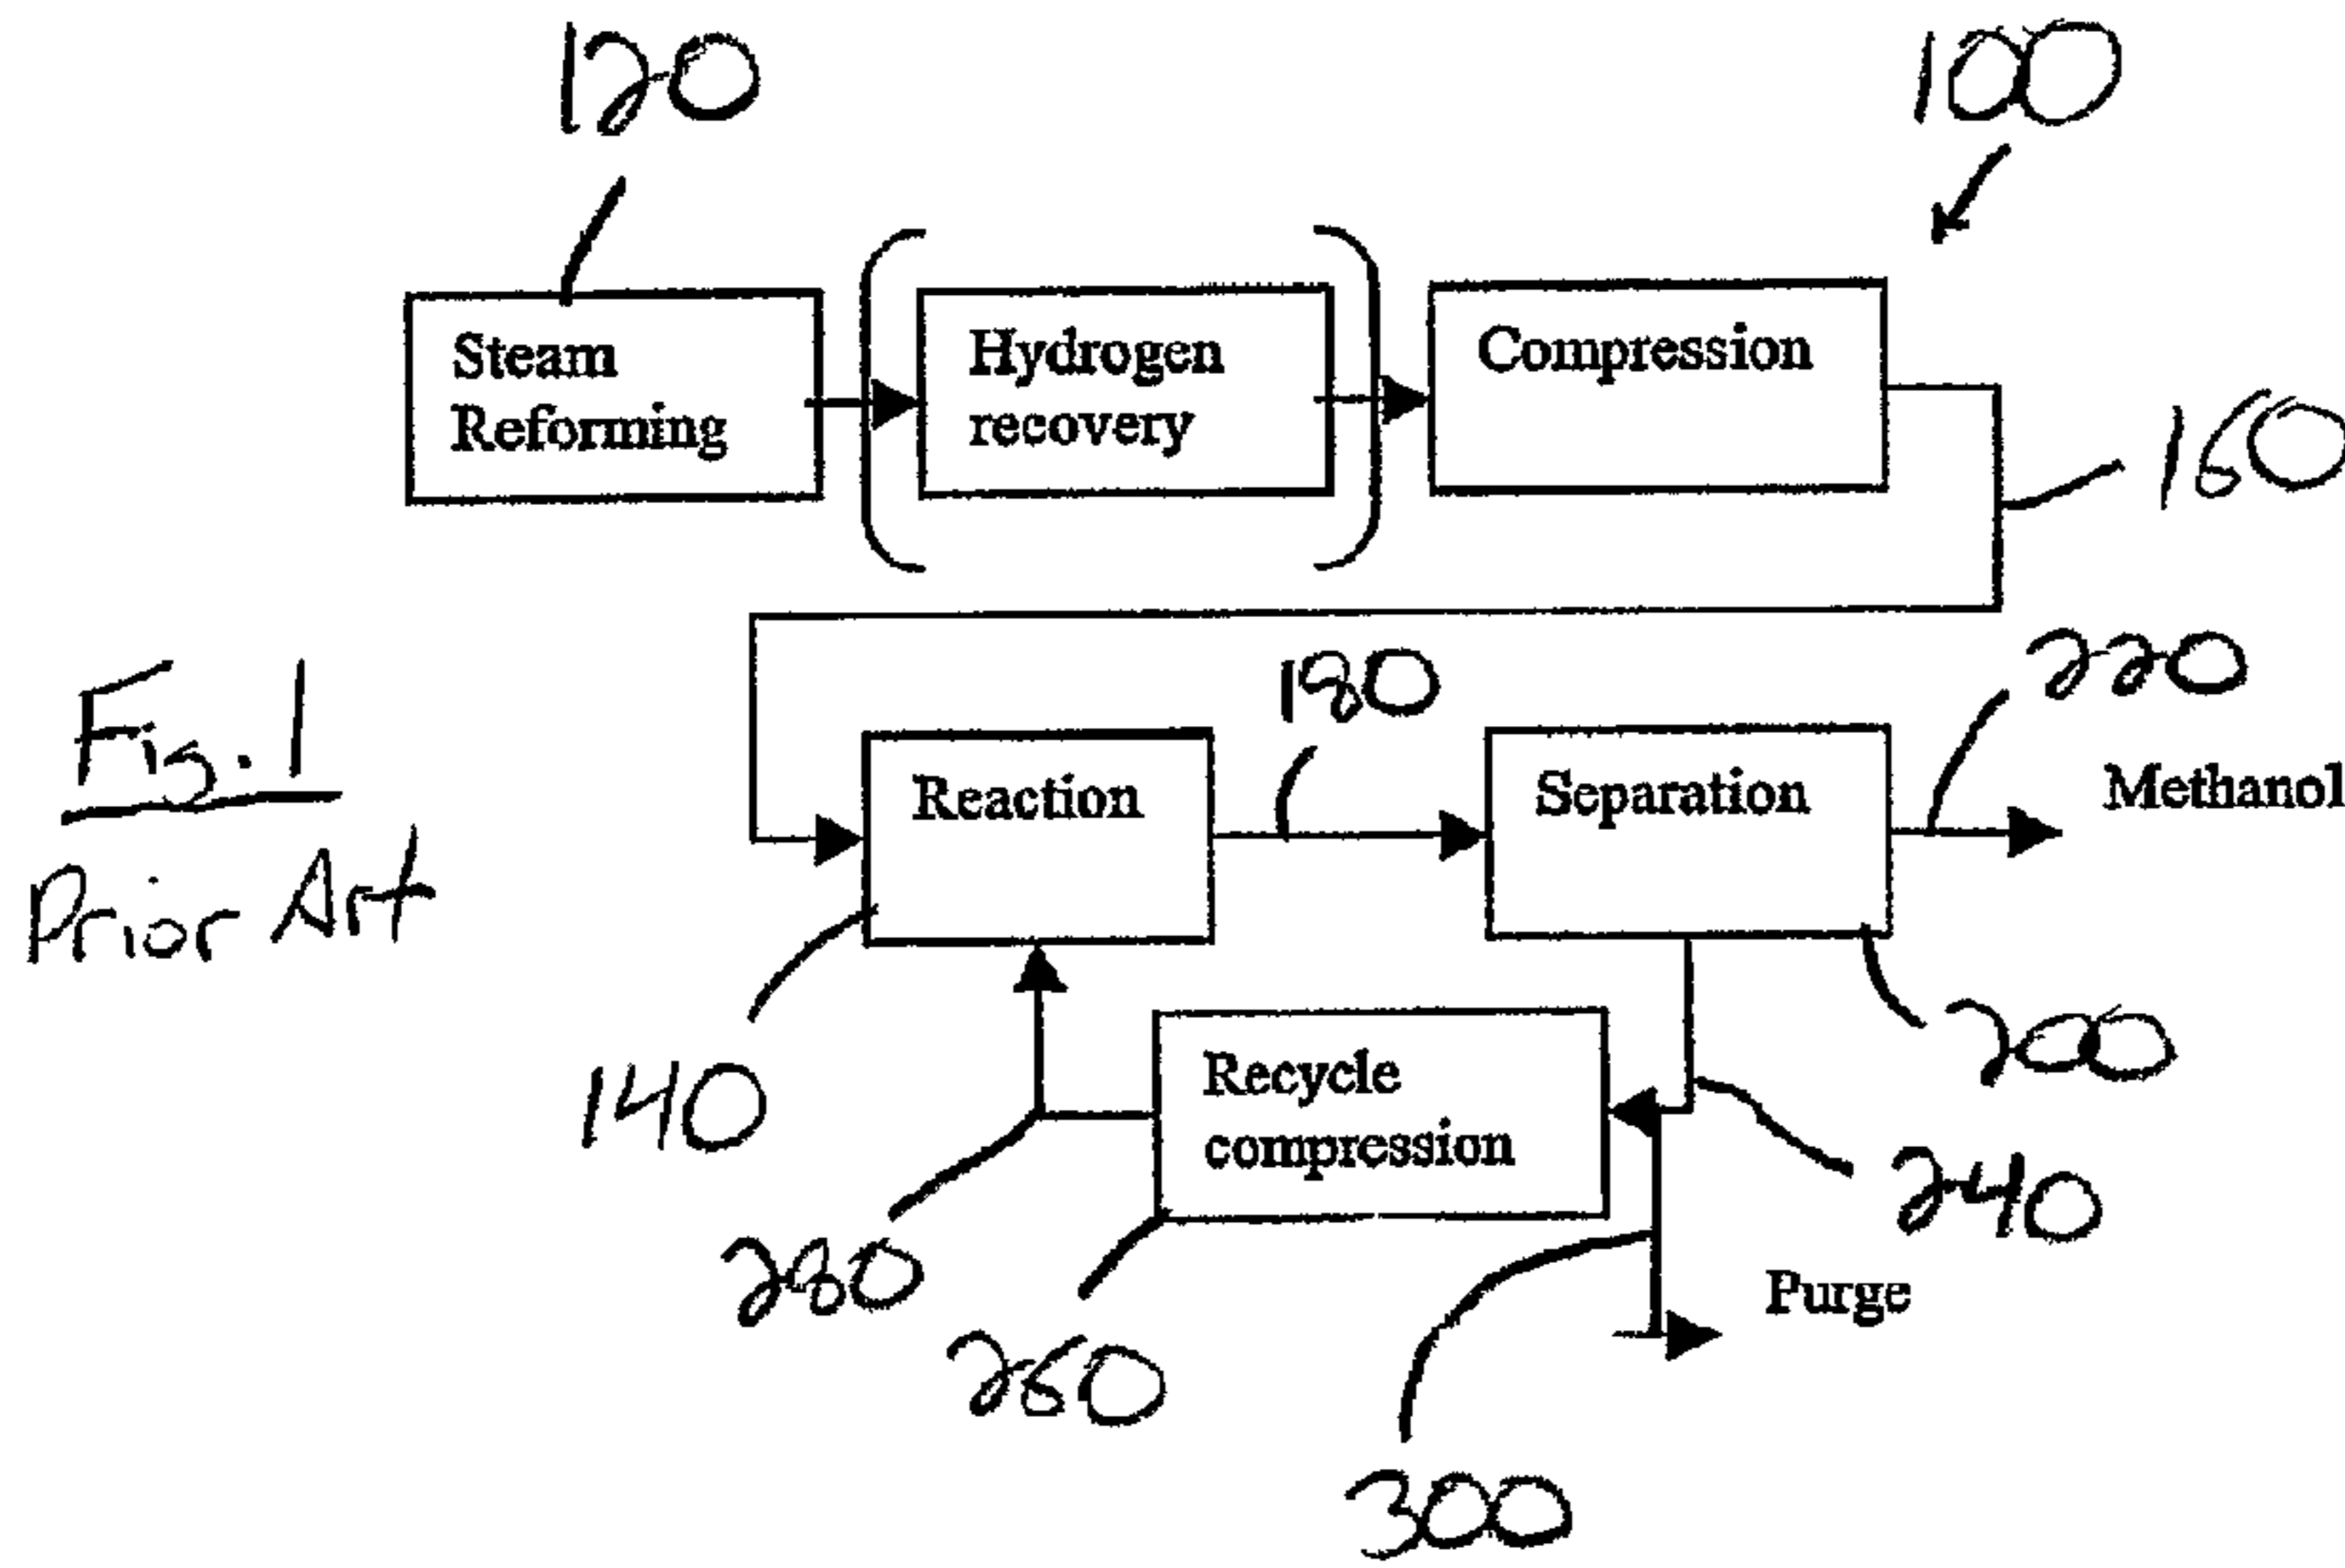 120
100
Steam
Reforming
Hydrogen
recovery
Compression
160
Fig. 1
Prior Art
180
220
Reaction
Separation
Methanol
140
200
Recycle
compression
240
280
260
Purge
300